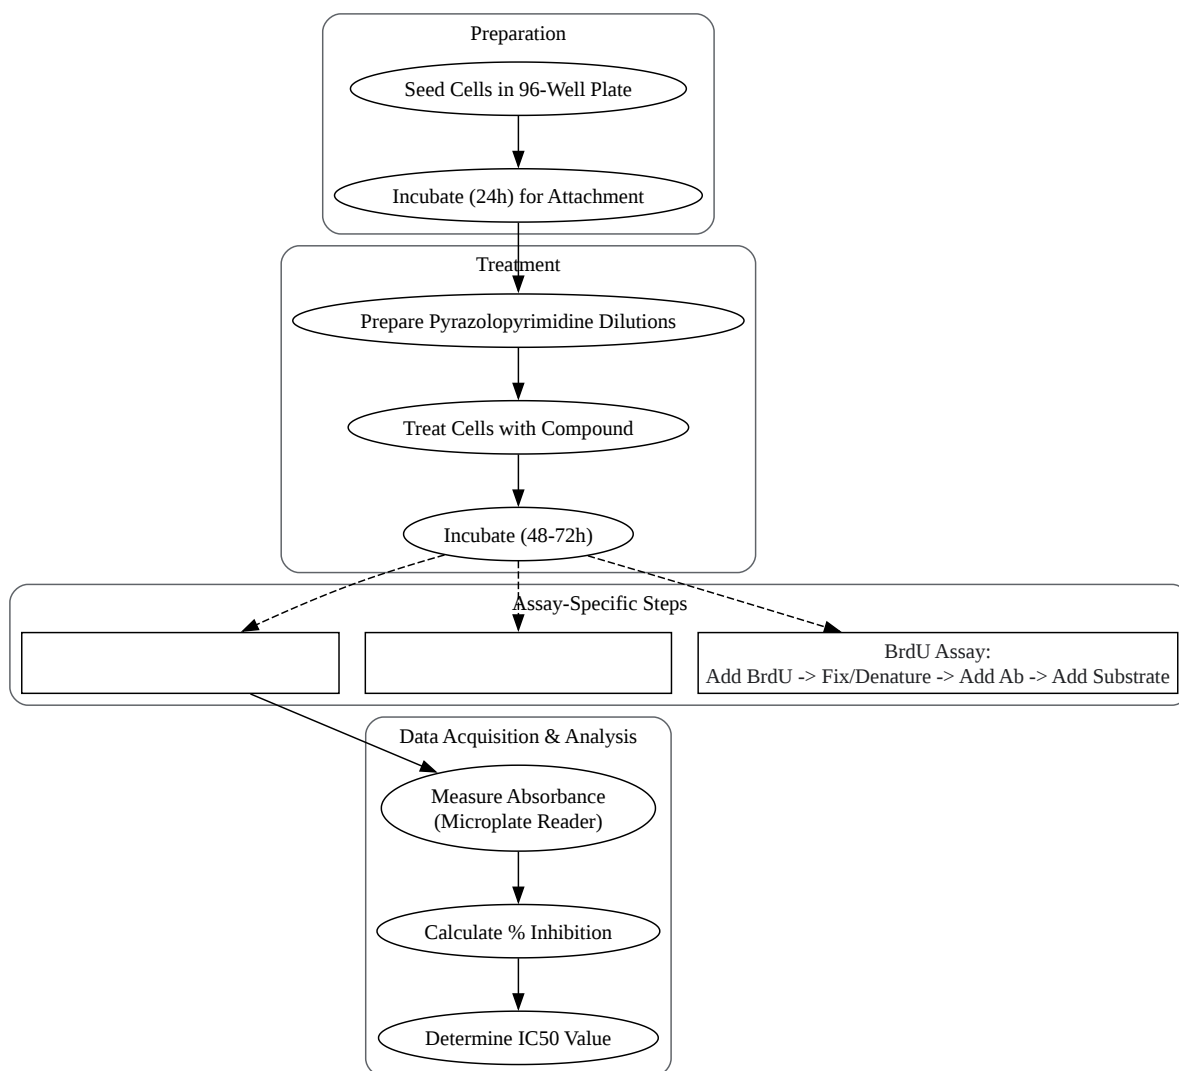 Preparation
Seed Cells in 96-Well Plate
Incubate (24h) for Attachment
Treatment
Prepare Pyrazolopyrimidine Dilutions
Treat Cells with Compound
Incubate (48-72h)
Assay-Specific Steps
BrdU Assay:
Add BrdU -> Fix/Denature -> Add Ab -> Add Substrate
Data Acquisition & Analysis
Measure Absorbance
(Microplate Reader)
Calculate % Inhibition
Determine IC50 Value